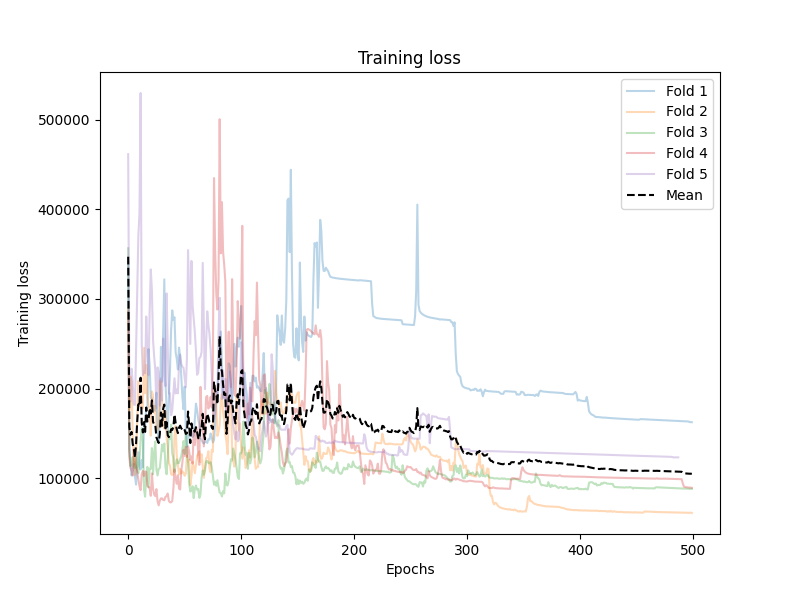 Training loss
Fold 1
Fold 2
Fold 3
Fold 4
Fold 5
Mean
Training loss
500000
400000
300000
200000
100000
0 100 200 300 400 500
Epochs